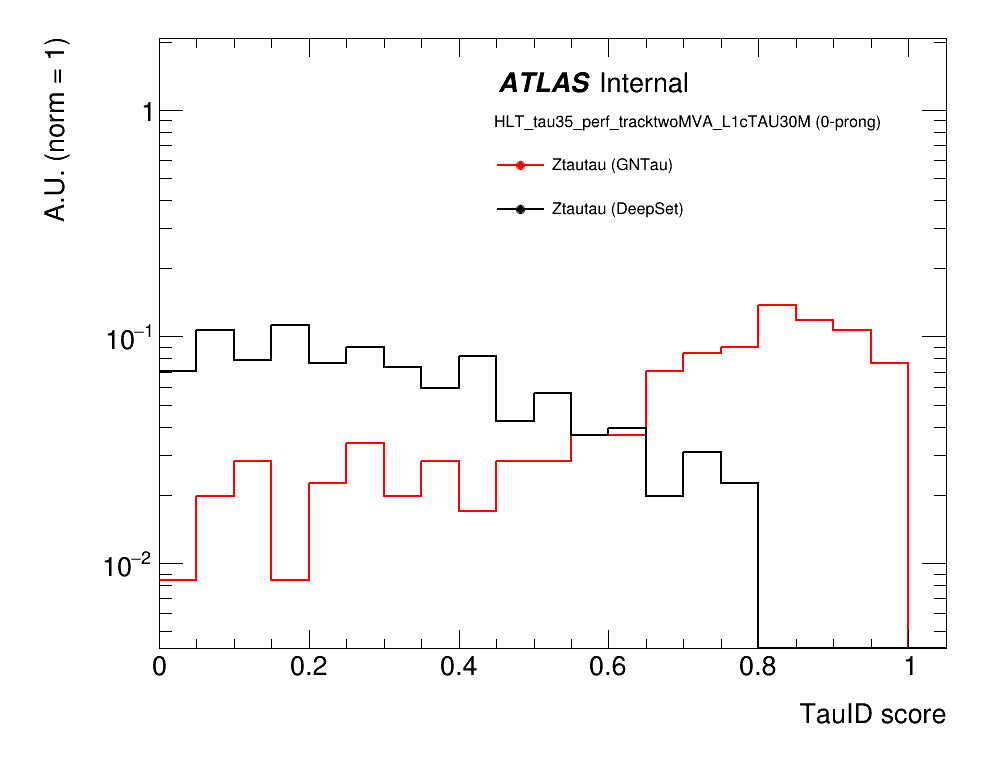 A.U. (norm = 1)
ATLAS Internal
HLT_tau35_perf_tracktwoMVA_L1cTAU30M (0-prong)
Ztautau (GNTau)
Ztautau (DeepSet)
1
10⁻¹
10⁻²
0 0.2 0.4 0.6 0.8 1
TauID score